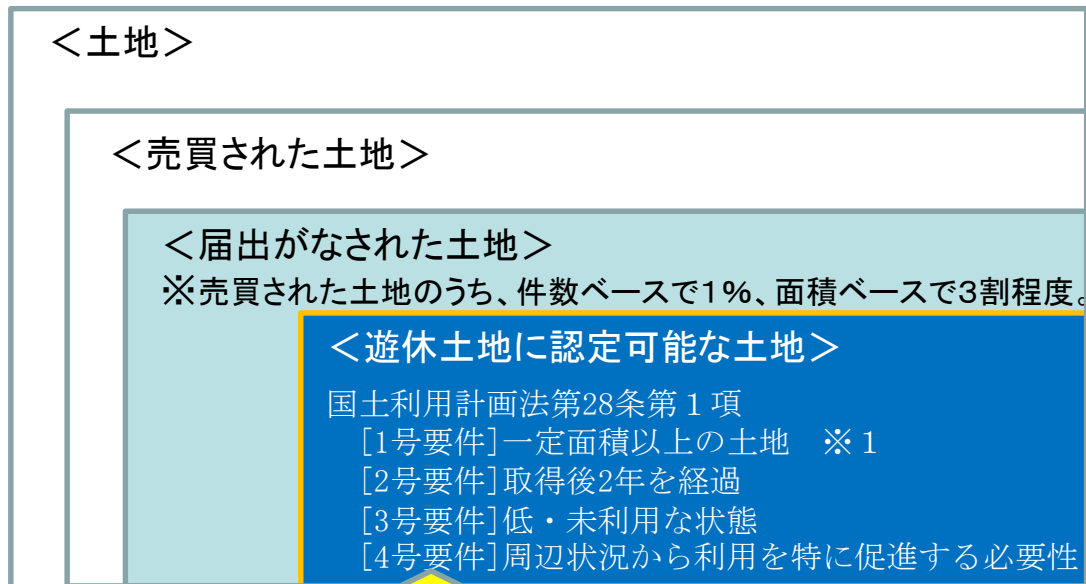 ＜土地＞
＜売買された土地＞
＜届出がなされた土地＞
※売買された土地のうち、件数ベースで1％、面積ベースで3割程度。
＜遊休土地に認定可能な土地＞
国土利用計画法第28条第１項
[1号要件]一定面積以上の土地　※１
[2号要件]取得後2年を経過
[3号要件]低・未利用な状態
[4号要件]周辺状況から利用を特に促進する必要性